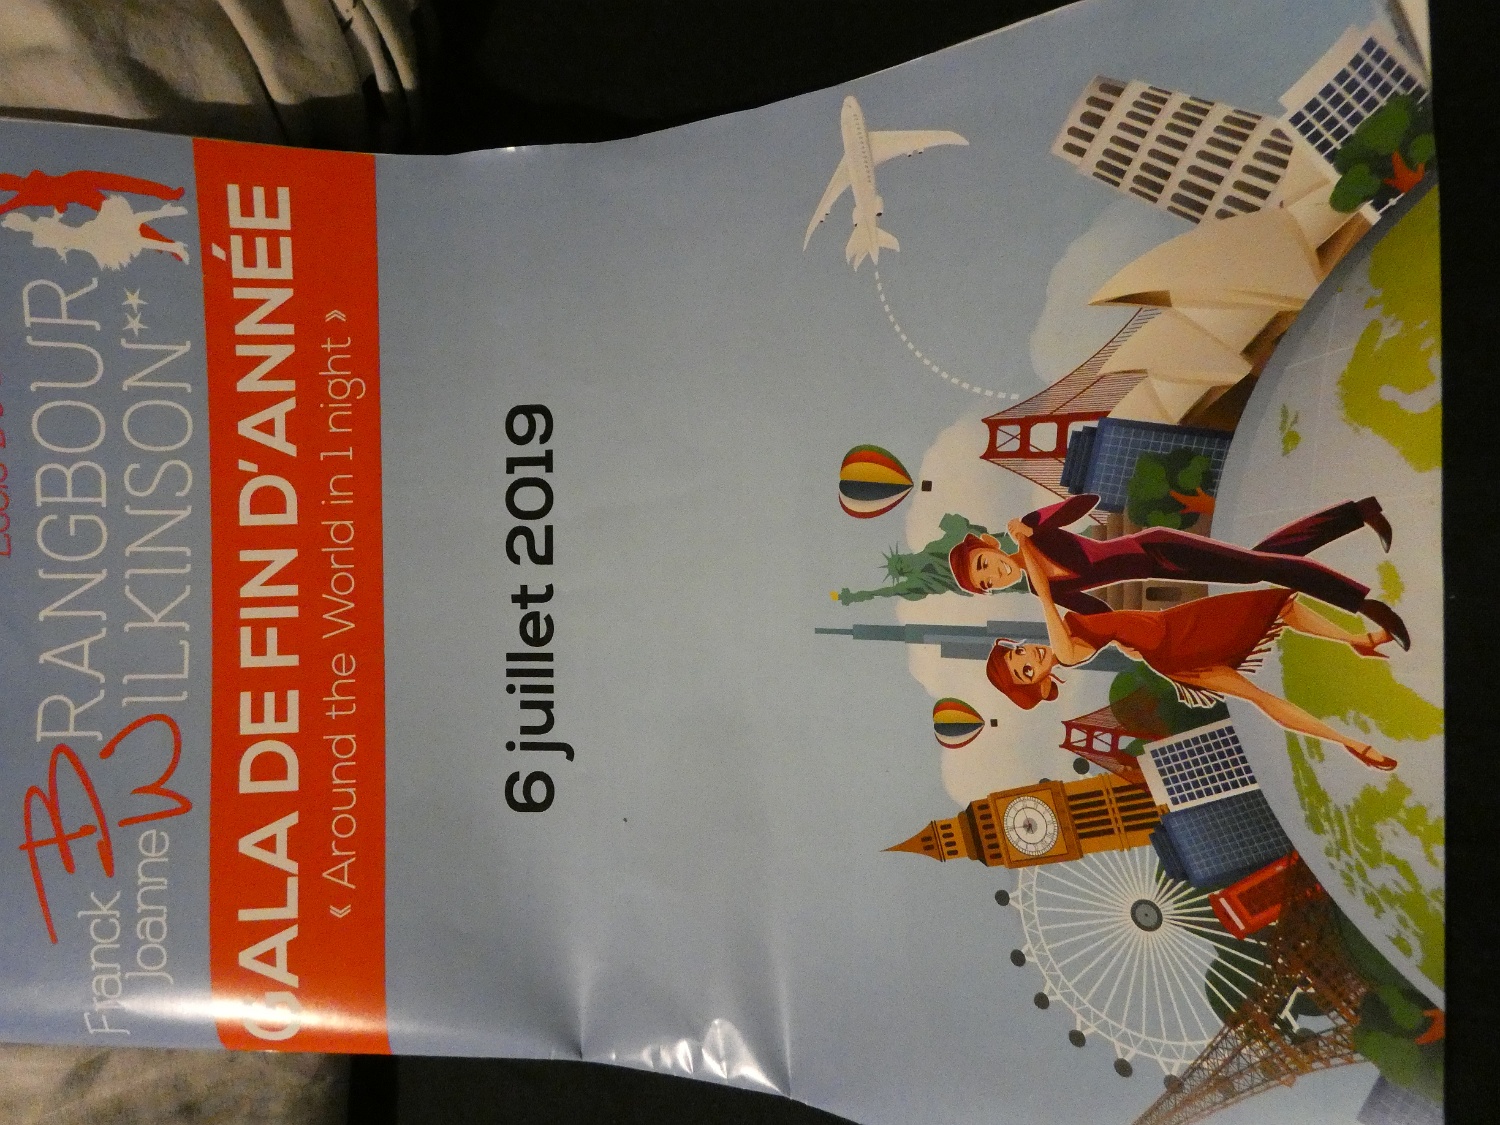 Franck BRANGBOUR
Joanne WILKINSON**
GALA DE FIN D'ANNÉE
« Around the World in 1 night »
6 juillet 2019